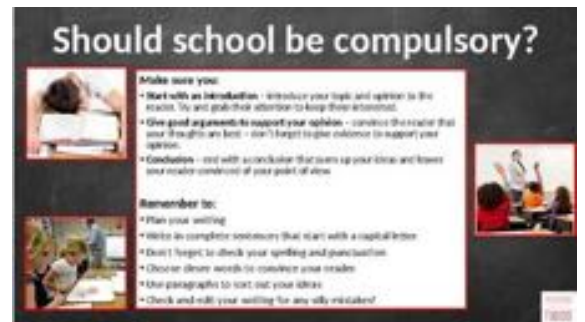 Should school be compulsory?
Make sure you:
• Start with an introduction – introduce your topic and opinion to the
reader. Try and grab their attention to keep them interested.
• Give good arguments to support your opinion – convince the reader that
your thoughts are best – don't forget to give evidence to support your
opinion.
• Conclusion – end with a conclusion that sums up your ideas and leaves
your reader convinced of your point of view
Remember to:
• Plan your writing
• Write in complete sentences that start with a capital letter
• Don't forget to check your spelling and punctuation
• Choose clever words to convince your reader
• Use paragraphs to sort out your ideas
• Check and edit your writing for any silly mistakes!